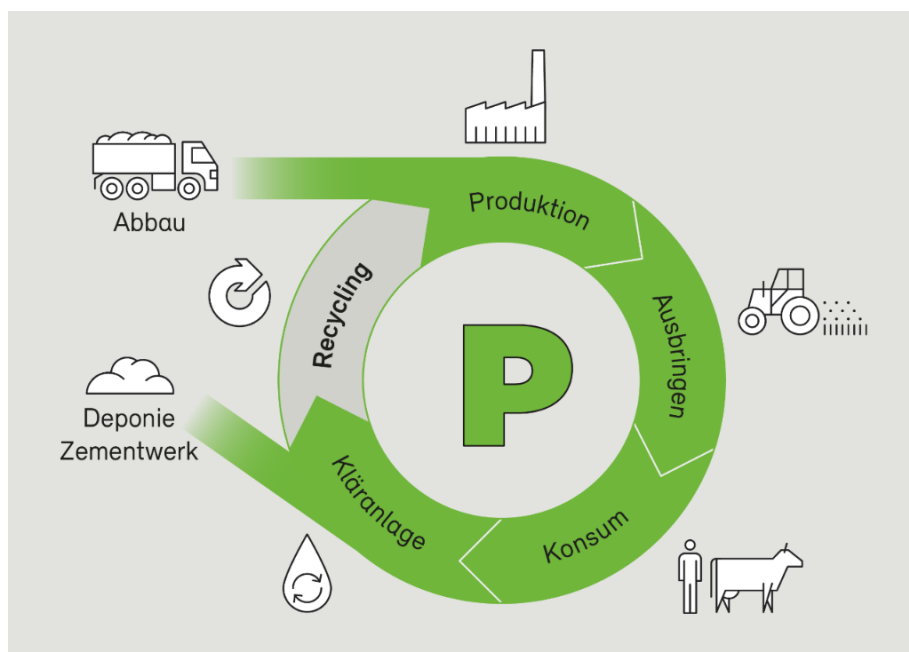 Abbau
Produktion
Ausbringen
Konsum
Kläranlage
Recycling
Deponie
Zementwerk
P